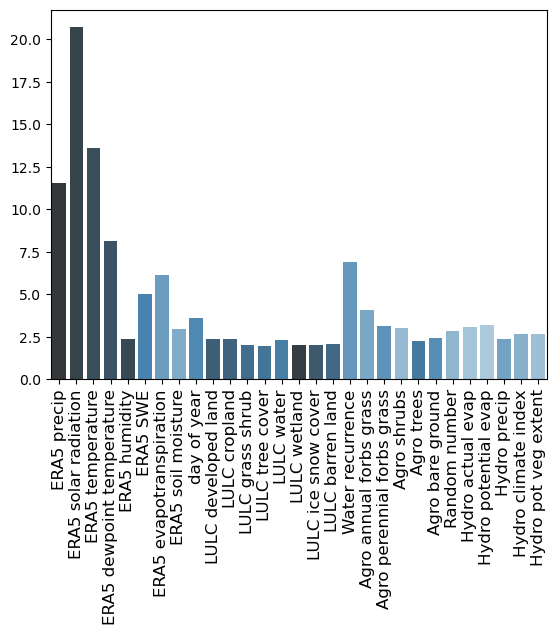 20.0
17.5
15.0
12.5
10.0
7.5
5.0
2.5
0.0
ERA5 precip
ERA5 solar radiation
ERA5 temperature
ERA5 dewpoint temperature
ERA5 humidity
ERA5 SWE
ERA5 evapotranspiration
ERA5 soil moisture
day of year
LULC developed land
LULC cropland
LULC grass shrub
LULC tree cover
LULC water
LULC wetland
LULC ice snow cover
LULC barren land
Water recurrence
Agro annual forbs grass
Agro perennial forbs grass
Agro shrubs
Agro trees
Agro bare ground
Random number
Hydro actual evap
Hydro potential evap
Hydro precip
Hydro climate index
Hydro pot veg extent